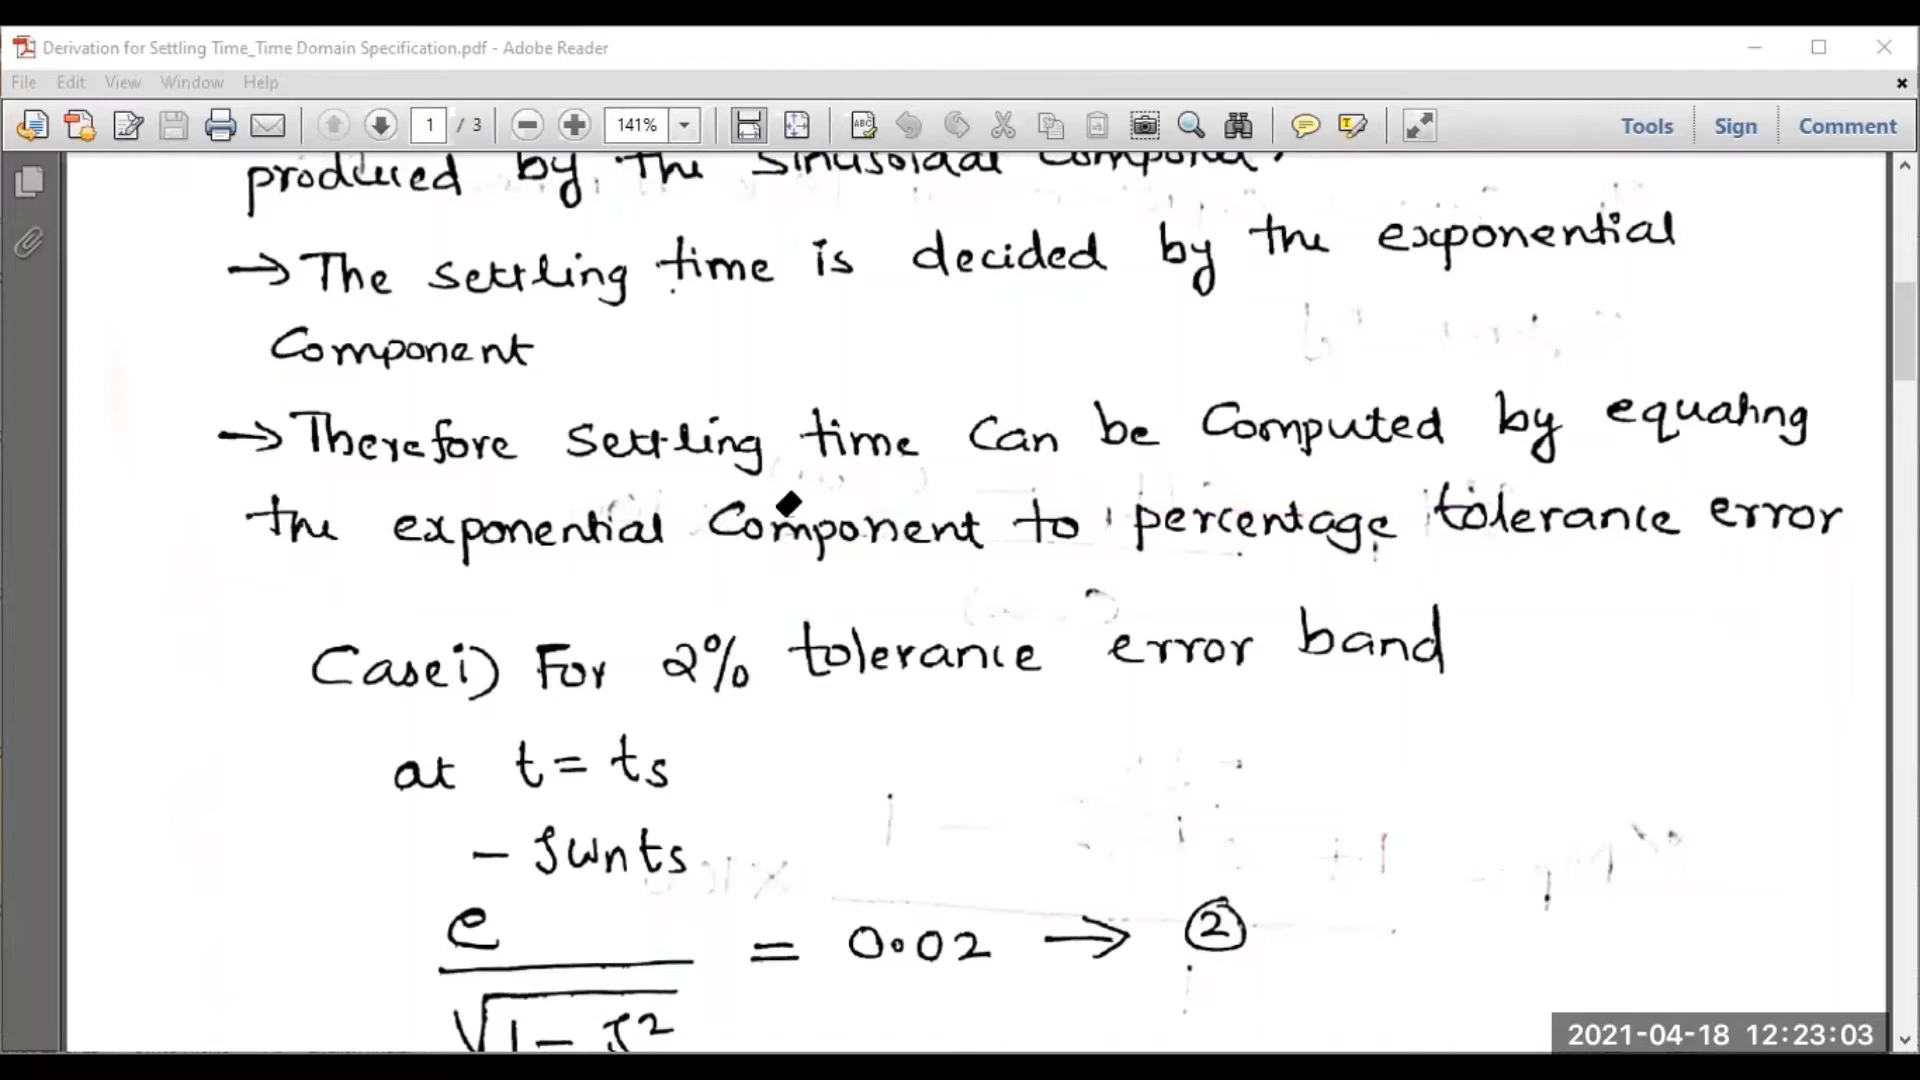 Derivation for Settling Time_Time Domain Specification.pdf - Adobe Reader
File Edit View Window Help
1 / 3 141% Tools Sign Comment
produced by The Sinusoidal
→ The settling time is decided by the exponential
Component
→ Therefore settling time Can be Computed by equating
the exponential Component to percentage tolerance error
Case i) For 2% tolerance error band
at t = ts
- ζωnts
e
= 0.02 → ②
√1 - ζ2
2021-04-18 12:23:03